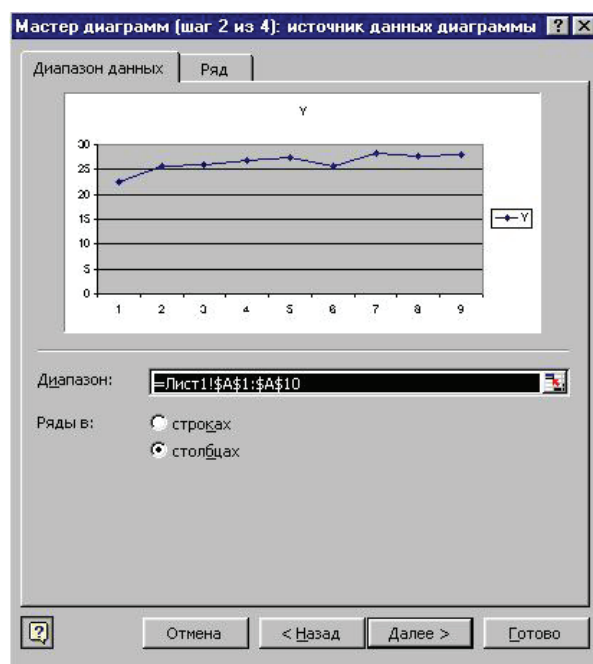 Мастер диаграмм (шаг 2 из 4): источник данных диаграммы
Диапазон данных Ряд
Y
30
25
20
15
10
5
0
Y
1 2 3 4 5 6 7 8 9
Диапазон: =Лист1!$A$1:$A$10
Ряды в: строках
столбцах
Отмена < Назад Далее > Готово